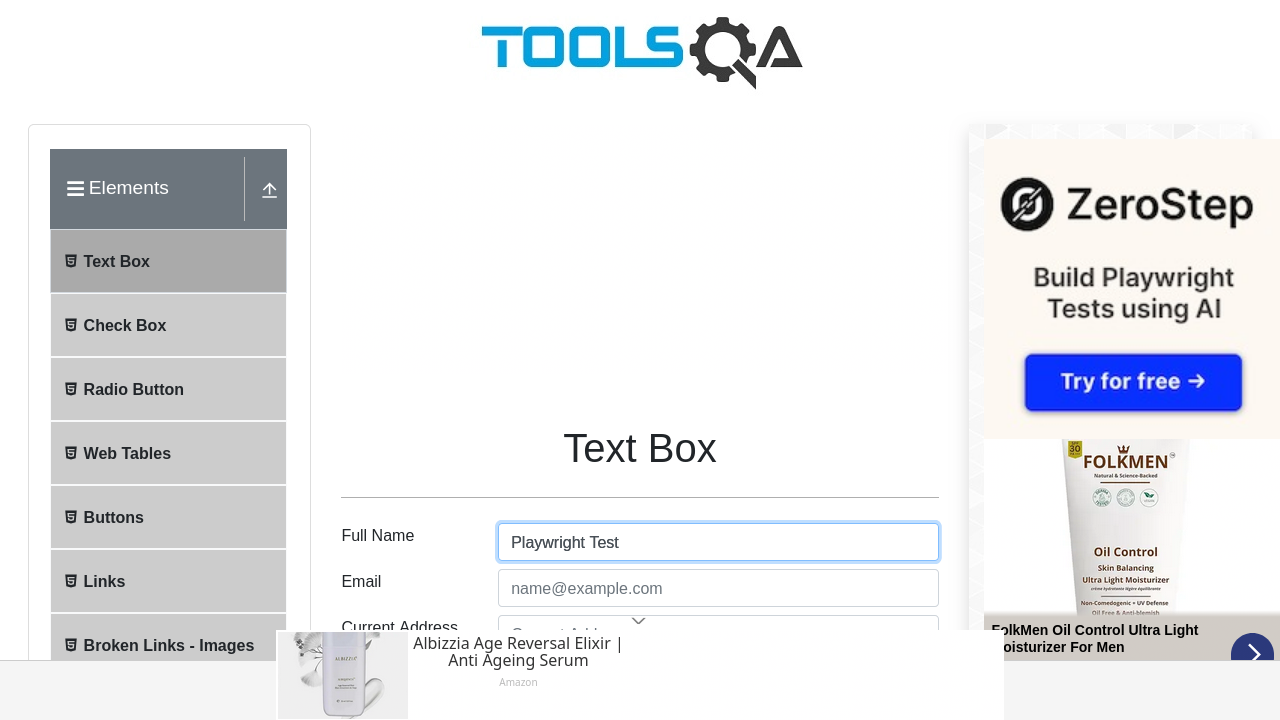 TOOLSQA
Elements
Text Box
Check Box
Radio Button
Web Tables
Buttons
Links
Broken Links - Images
Text Box
Full Name
Playwright Test
Email
name@example.com
Current Address
ZeroStep
Build Playwright
Tests using AI
Try for free →
FOLKMEN
Natural & Science-Backed
Oil Control
Skin Balancing
Ultra Light Moisturizer
Non-Comedogenic • UV Defense
Oil Free & Anti-blemish
FolkMen Oil Control Ultra Light
Moisturizer For Men
Albizzia Age Reversal Elixir |
Anti Ageing Serum
Amazon